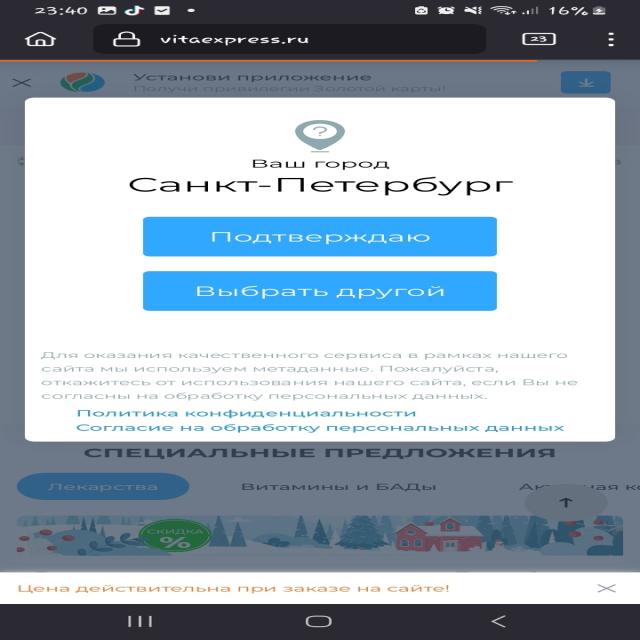 23:40
16%
vitaexpress.ru
23
Установи приложение
Получи привилегии Золотой карты!
?
Ваш город
Санкт-Петербург
Подтверждаю
Выбрать другой
Для оказания качественного сервиса в рамках нашего
сайта мы используем метаданные. Пожалуйста,
откажитесь от использования нашего сайта, если Вы не
согласны на обработку персональных данных.
Политика конфиденциальности
Согласие на обработку персональных данных
СПЕЦИАЛЬНЫЕ ПРЕДЛОЖЕНИЯ
Лекарства
Витамины и БАДы
СКИДКА
%
Цена действительна при заказе на сайте!